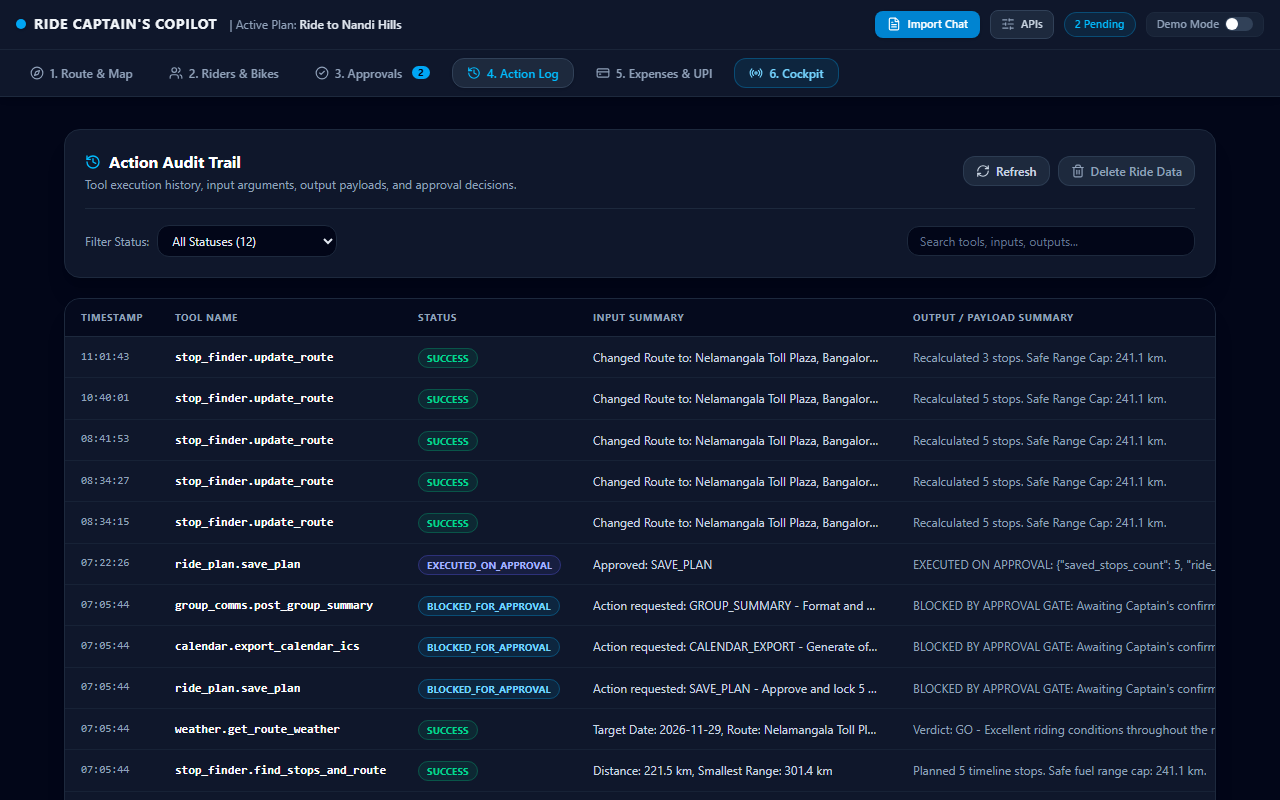 RIDE CAPTAIN'S COPILOT | Active Plan: Ride to Nandi Hills Import Chat APIs 2 Pending Demo Mode
1. Route & Map 2. Riders & Bikes 3. Approvals 2 4. Action Log 5. Expenses & UPI 6. Cockpit
Action Audit Trail
Tool execution history, input arguments, output payloads, and approval decisions.
Refresh Delete Ride Data
Filter Status: All Statuses (12) Search tools, inputs, outputs...
TIMESTAMP TOOL NAME STATUS INPUT SUMMARY OUTPUT / PAYLOAD SUMMARY
11:01:43 stop_finder.update_route SUCCESS Changed Route to: Nelamangala Toll Plaza, Bangalor... Recalculated 3 stops. Safe Range Cap: 241.1 km.
10:40:01 stop_finder.update_route SUCCESS Changed Route to: Nelamangala Toll Plaza, Bangalor... Recalculated 5 stops. Safe Range Cap: 241.1 km.
08:41:53 stop_finder.update_route SUCCESS Changed Route to: Nelamangala Toll Plaza, Bangalor... Recalculated 5 stops. Safe Range Cap: 241.1 km.
08:34:27 stop_finder.update_route SUCCESS Changed Route to: Nelamangala Toll Plaza, Bangalor... Recalculated 5 stops. Safe Range Cap: 241.1 km.
08:34:15 stop_finder.update_route SUCCESS Changed Route to: Nelamangala Toll Plaza, Bangalor... Recalculated 5 stops. Safe Range Cap: 241.1 km.
07:22:26 ride_plan.save_plan EXECUTED_ON_APPROVAL Approved: SAVE_PLAN EXECUTED ON APPROVAL: {"saved_stops_count": 5, "ride_
07:05:44 group_comms.post_group_summary BLOCKED_FOR_APPROVAL Action requested: GROUP_SUMMARY - Format and ... BLOCKED BY APPROVAL GATE: Awaiting Captain's confirm
07:05:44 calendar.export_calendar_ics BLOCKED_FOR_APPROVAL Action requested: CALENDAR_EXPORT - Generate of... BLOCKED BY APPROVAL GATE: Awaiting Captain's confirm
07:05:44 ride_plan.save_plan BLOCKED_FOR_APPROVAL Action requested: SAVE_PLAN - Approve and lock 5 ... BLOCKED BY APPROVAL GATE: Awaiting Captain's confirm
07:05:44 weather.get_route_weather SUCCESS Target Date: 2026-11-29, Route: Nelamangala Toll Pl... Verdict: GO - Excellent riding conditions throughout the
07:05:44 stop_finder.find_stops_and_route SUCCESS Distance: 221.5 km, Smallest Range: 301.4 km Planned 5 timeline stops. Safe fuel range cap: 241.1 km.